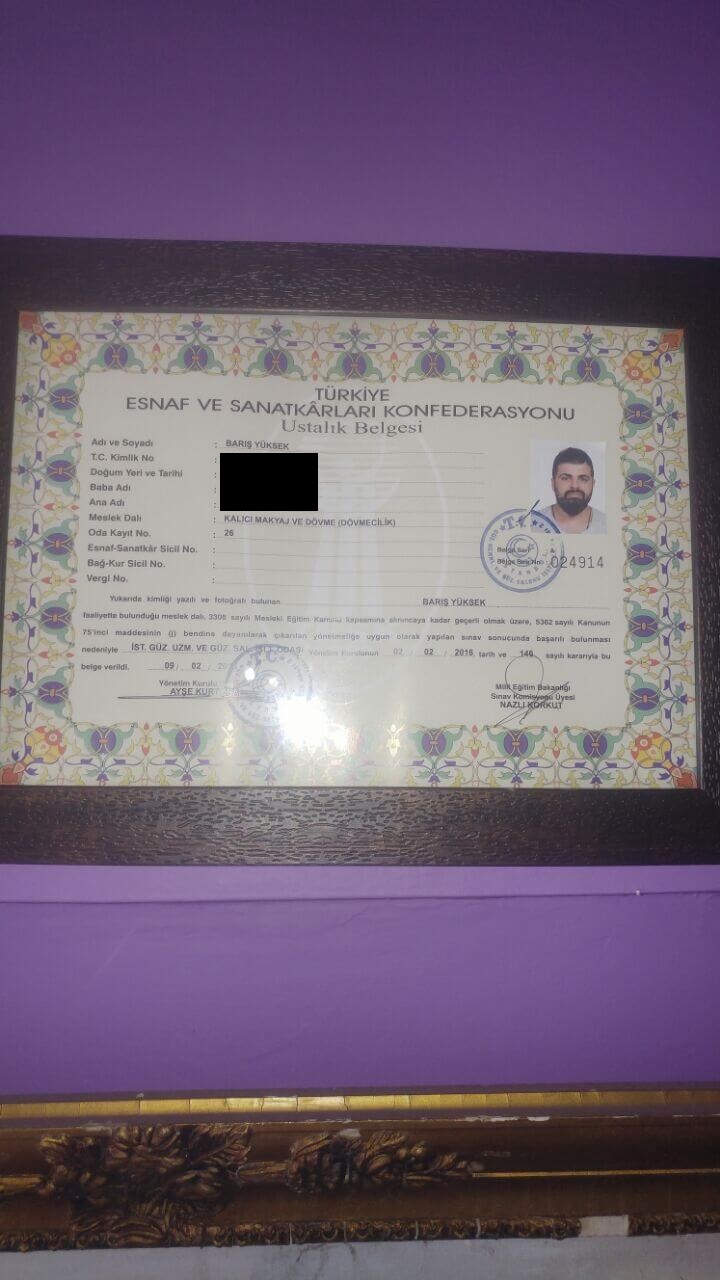 TÜRKİYE
ESNAF VE SANATKÂRLARI KONFEDERASYONU
Ustalık Belgesi
Adı ve Soyadı : BARIŞ YÜKSEK
T.C. Kimlik No :
Doğum Yeri ve Tarihi :
Baba Adı :
Ana Adı :
Meslek Dalı : KALICI MAKYAJ VE DÖVME (DÖVMECİLİK)
Oda Kayıt No. : 26
Esnaf-Sanatkâr Sicil No. :
Bağ-Kur Sicil No. :
Vergi No. :
T.C.
Belge Seri
Belge Sıra No: 024914
Yukarıda kimliği yazılı ve fotoğrafı bulunan BARIŞ YÜKSEK
faaliyette bulunduğu meslek dalı, 3308 sayılı Mesleki Eğitim Kanunu kapsamına alınıncaya kadar geçerli olmak üzere, 5362 sayılı Kanunun
75'inci maddesinin (j) bendine dayanılarak çıkarılan yönetmeliğe uygun olarak yapılan sınav sonucunda başarılı bulunması
nedeniyle İST. GÜZ. UZM. VE GÜZ. SAL. İŞL. ODASI Yönetim Kurulunun 02 / 02 / 2016 tarih ve 146 sayılı kararıyla bu
belge verildi. 09 / 02 /
T.C.
Yönetim Kurulu
AYŞE KURT
Milli Eğitim Bakanlığı
Sınav Komisyonu Üyesi
NAZLI KORKUT